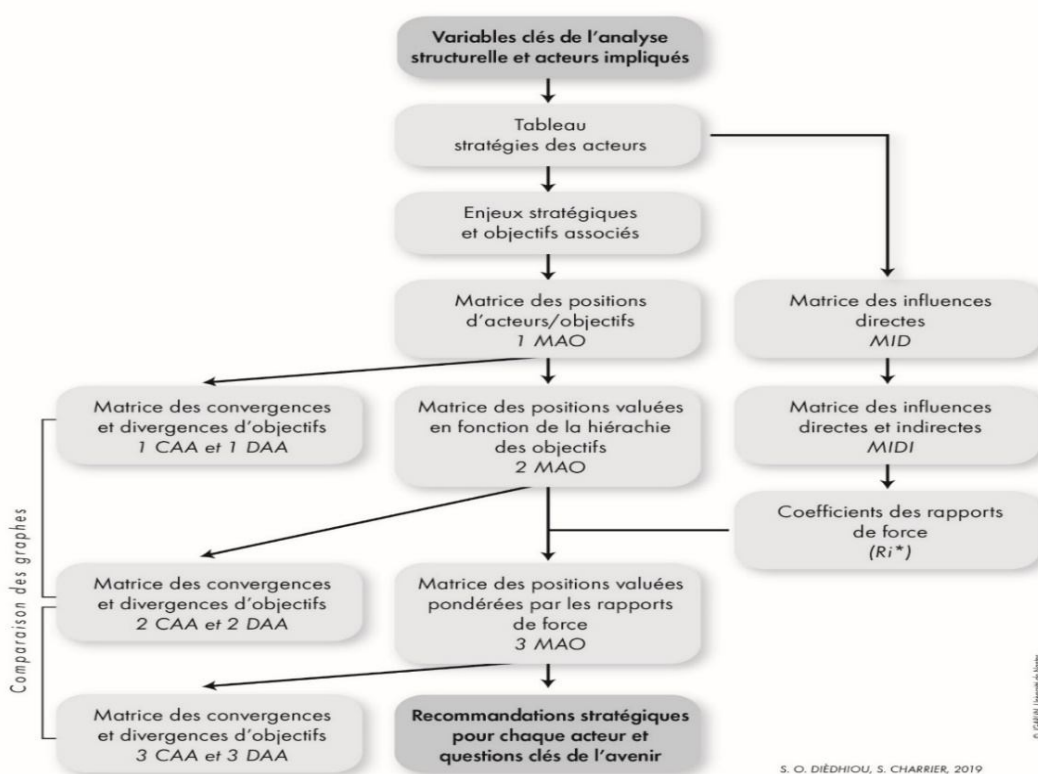 Variables clés de l'analyse
structurelle et acteurs impliqués
Tableau
stratégies des acteurs
Enjeux stratégiques
et objectifs associés
Matrice des positions
d'acteurs/objectifs
1 MAO
Matrice des influences
directes
MID
Matrice des convergences
et divergences d'objectifs
1 CAA et 1 DAA
Matrice des positions valuées
en fonction de la hiérachie
des objectifs
2 MAO
Matrice des influences
directes et indirectes
MIDI
Coefficients des rapports
de force
(Ri*)
Comparaison des graphes
Matrice des convergences
et divergences d'objectifs
2 CAA et 2 DAA
Matrice des positions valuées
pondérées par les rapports
de force
3 MAO
Matrice des convergences
et divergences d'objectifs
3 CAA et 3 DAA
Recommandations stratégiques
pour chaque acteur et
questions clés de l'avenir
S. O. DIÈDHIOU, S. CHARRIER, 2019